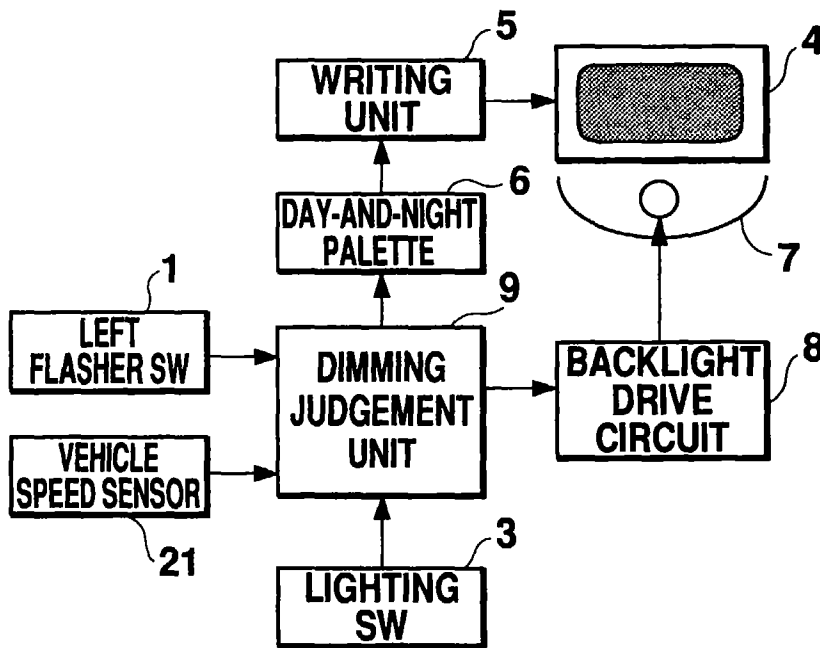 5
4
WRITING
UNIT
6
DAY-AND-NIGHT
PALETTE
7
1
9
LEFT
FLASHER SW
DIMMING
JUDGEMENT
UNIT
BACKLIGHT
DRIVE
CIRCUIT
8
VEHICLE
SPEED SENSOR
21
3
LIGHTING
SW